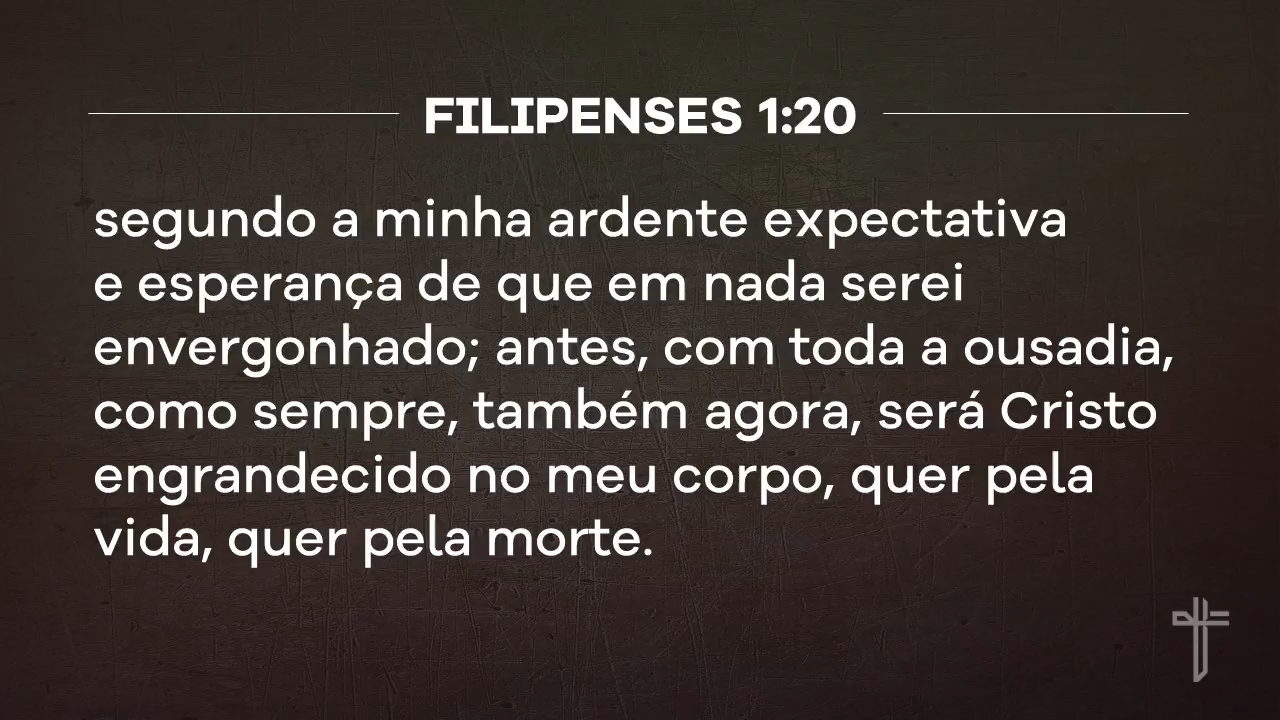 FILIPENSES 1:20
segundo a minha ardente expectativa
e esperança de que em nada serei
envergonhado; antes, com toda a ousadia,
como sempre, também agora, será Cristo
engrandecido no meu corpo, quer pela
vida, quer pela morte.